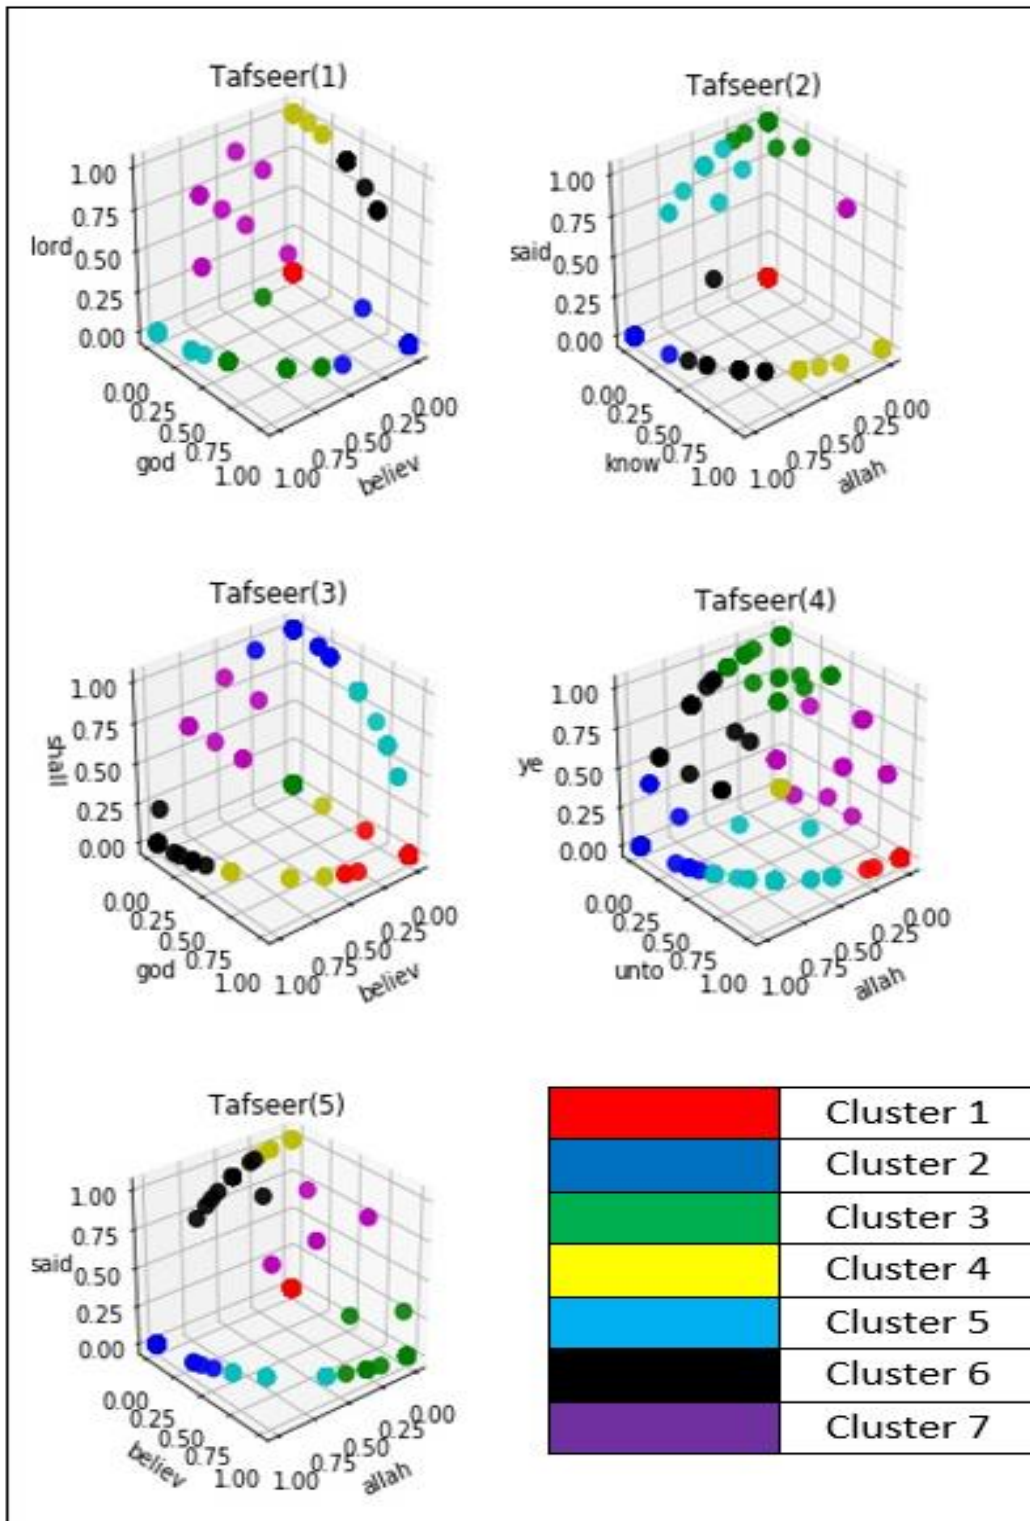 Tafseer(1)
1.00
0.75
lord
0.50
0.25
0.00
0.00
0.25
0.50
0.75
1.00
god
1.00
0.75
0.50
0.25
0.00
believ
Tafseer(2)
1.00
0.75
said
0.50
0.25
0.00
0.00
0.25
0.50
0.75
1.00
know
1.00
0.75
0.50
0.25
0.00
allah
Tafseer(3)
1.00
0.75
shall
0.50
0.25
0.00
0.00
0.25
0.50
0.75
1.00
god
1.00
0.75
0.50
0.25
0.00
believ
Tafseer(4)
1.00
0.75
ye
0.50
0.25
0.00
0.00
0.25
0.50
0.75
1.00
unto
1.00
0.75
0.50
0.25
0.00
allah
Tafseer(5)
1.00
0.75
said
0.50
0.25
0.00
0.00
0.25
0.50
0.75
1.00
believ
1.00
0.75
0.50
0.25
0.00
allah
Cluster 1
Cluster 2
Cluster 3
Cluster 4
Cluster 5
Cluster 6
Cluster 7